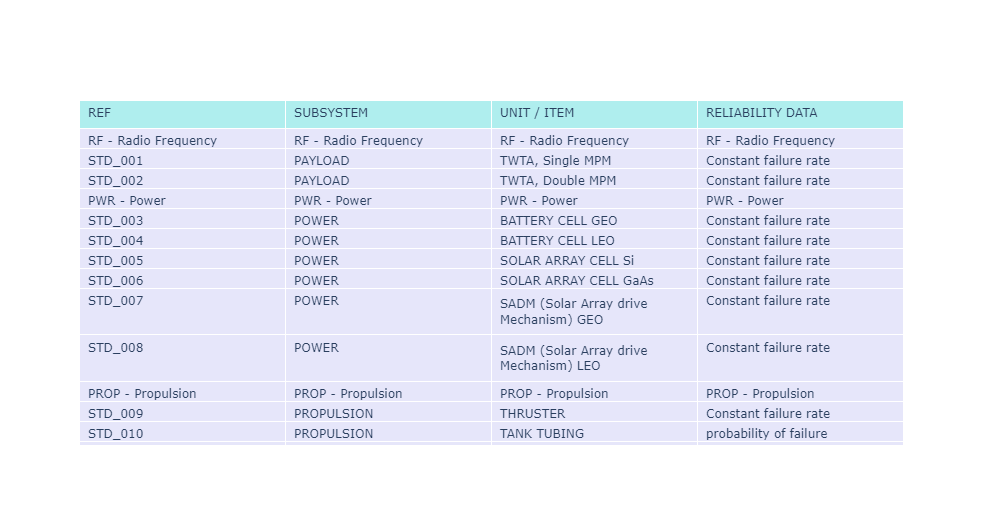 REF SUBSYSTEM UNIT / ITEM RELIABILITY DATA
RF - Radio Frequency RF - Radio Frequency RF - Radio Frequency RF - Radio Frequency
STD_001 PAYLOAD TWTA, Single MPM Constant failure rate
STD_002 PAYLOAD TWTA, Double MPM Constant failure rate
PWR - Power PWR - Power PWR - Power PWR - Power
STD_003 POWER BATTERY CELL GEO Constant failure rate
STD_004 POWER BATTERY CELL LEO Constant failure rate
STD_005 POWER SOLAR ARRAY CELL Si Constant failure rate
STD_006 POWER SOLAR ARRAY CELL GaAs Constant failure rate
STD_007 POWER SADM (Solar Array drive Constant failure rate
Mechanism) GEO
STD_008 POWER SADM (Solar Array drive Constant failure rate
Mechanism) LEO
PROP - Propulsion PROP - Propulsion PROP - Propulsion PROP - Propulsion
STD_009 PROPULSION THRUSTER Constant failure rate
STD_010 PROPULSION TANK TUBING probability of failure